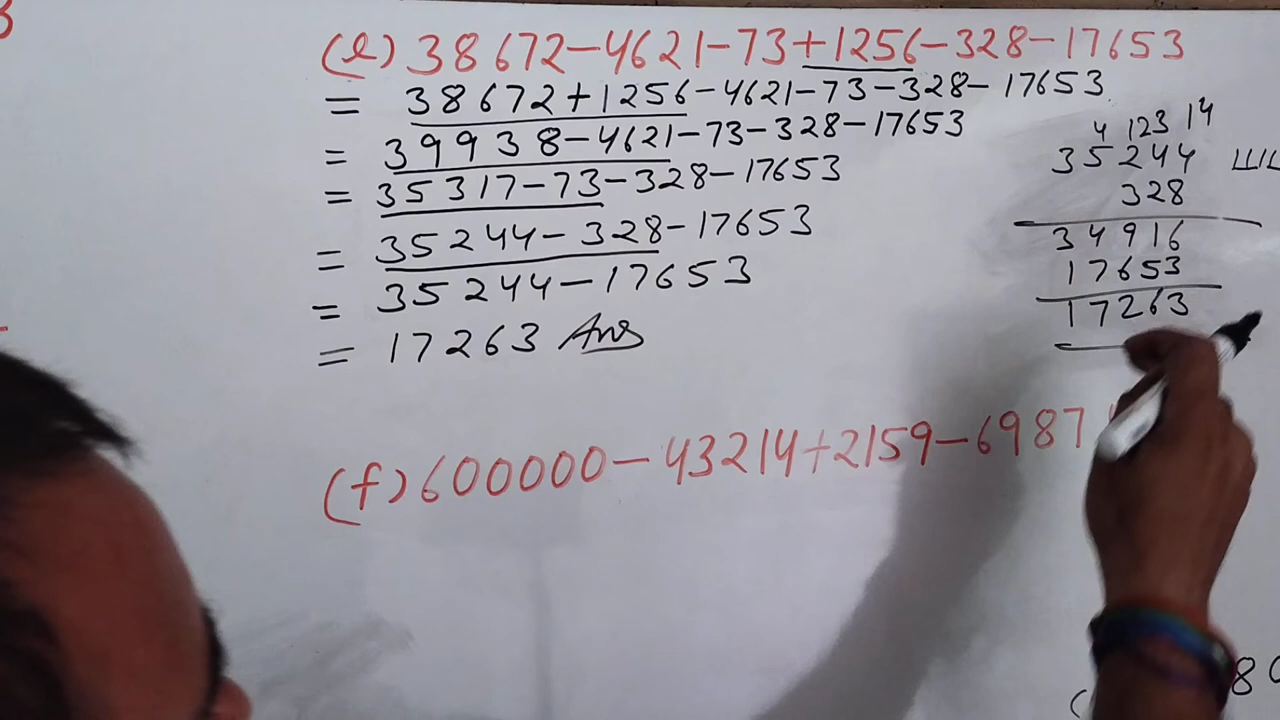 (e) 38672-4621-73+1256-328-17653
= 38672+1256-4621-73-328-17653
= 39938-4621-73-328-17653
= 35317-73-328-17653
= 35244-328-17653
= 35244-17653
= 17263 Ans
4 123 14
35244
328
34916
17653
17263
(f) 600000-43214+2159-6987
80